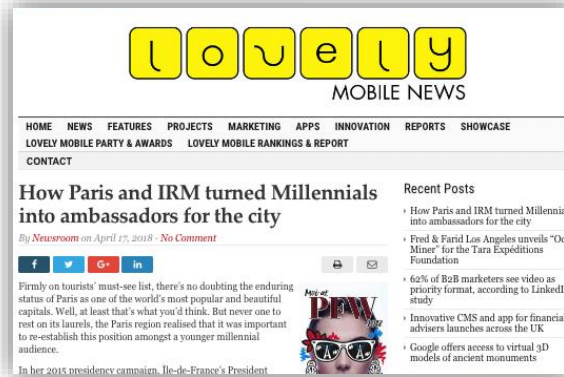 lovely
MOBILE NEWS
HOME NEWS FEATURES PROJECTS MARKETING APPS INNOVATION REPORTS SHOWCASE
LOVELY MOBILE PARTY & AWARDS LOVELY MOBILE RANKINGS & REPORT
CONTACT
How Paris and IRM turned Millennials
into ambassadors for the city
By Newsroom on April 17, 2018 - No Comment
f G+ in
Firmly on tourists' must-see list, there's no doubting the enduring
status of Paris as one of the world's most popular and beautiful
capitals. Well, at least that's what you'd think. But never one to
rest on its laurels, the Paris region realised that it was important
to re-establish this position amongst a younger millennial
audience.
In her 2015 presidency campaign, Île-de-France's President
PFW
Recent Posts
How Paris and IRM turned
into ambassadors for the city
Fred & Farid Los Angeles unveils
Miner" for the Tara Expéditions
Foundation
62% of B2B marketers see video as
priority format, according to
study
Innovative CMS and app for financial
advisers launches across the UK
Google offers access to virtual 3D
models of ancient monuments